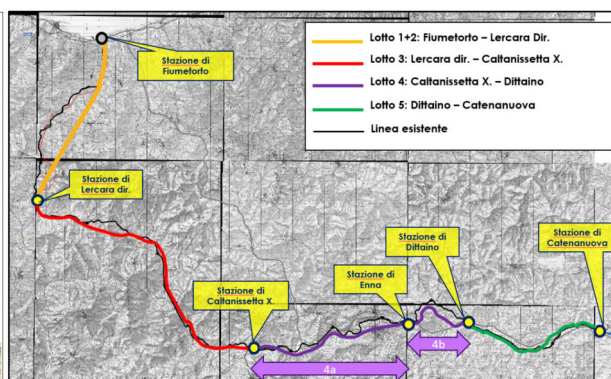 Lotto 1+2: Fiumetorto – Lercara Dir.
Lotto 3: Lercara dir. – Caltanissetta X.
Lotto 4: Caltanissetta X. – Dittaino
Lotto 5: Dittaino – Catenanuova
Linea esistente
Stazione di
Fiumetorto
Stazione di
Lercara dir.
Stazione di
Caltanissetta X.
Stazione di
Enna
Stazione di
Dittaino
Stazione di
Catenanuova
4a
4b